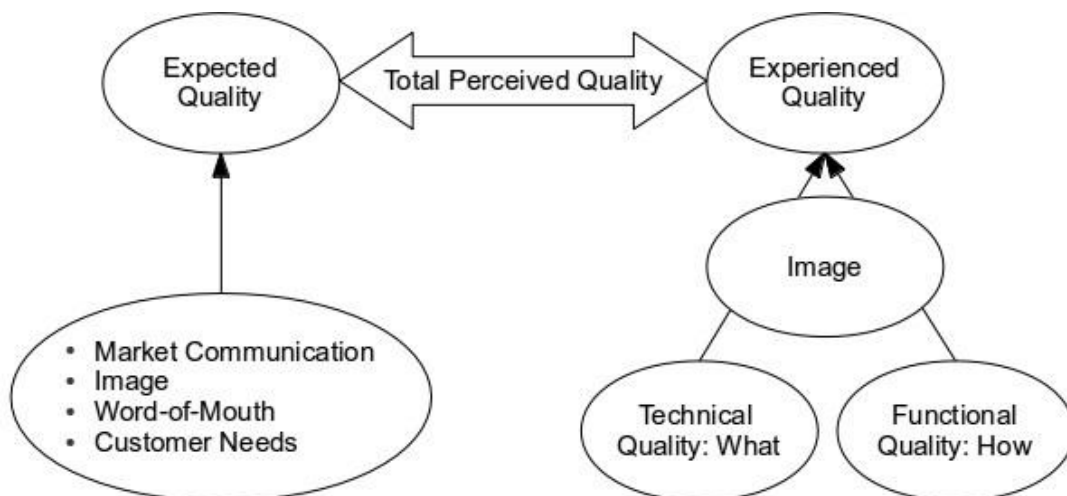 Expected
Quality
Total Perceived Quality
Experienced
Quality
Image
• Market Communication
• Image
• Word-of-Mouth
• Customer Needs
Technical
Quality: What
Functional
Quality: How